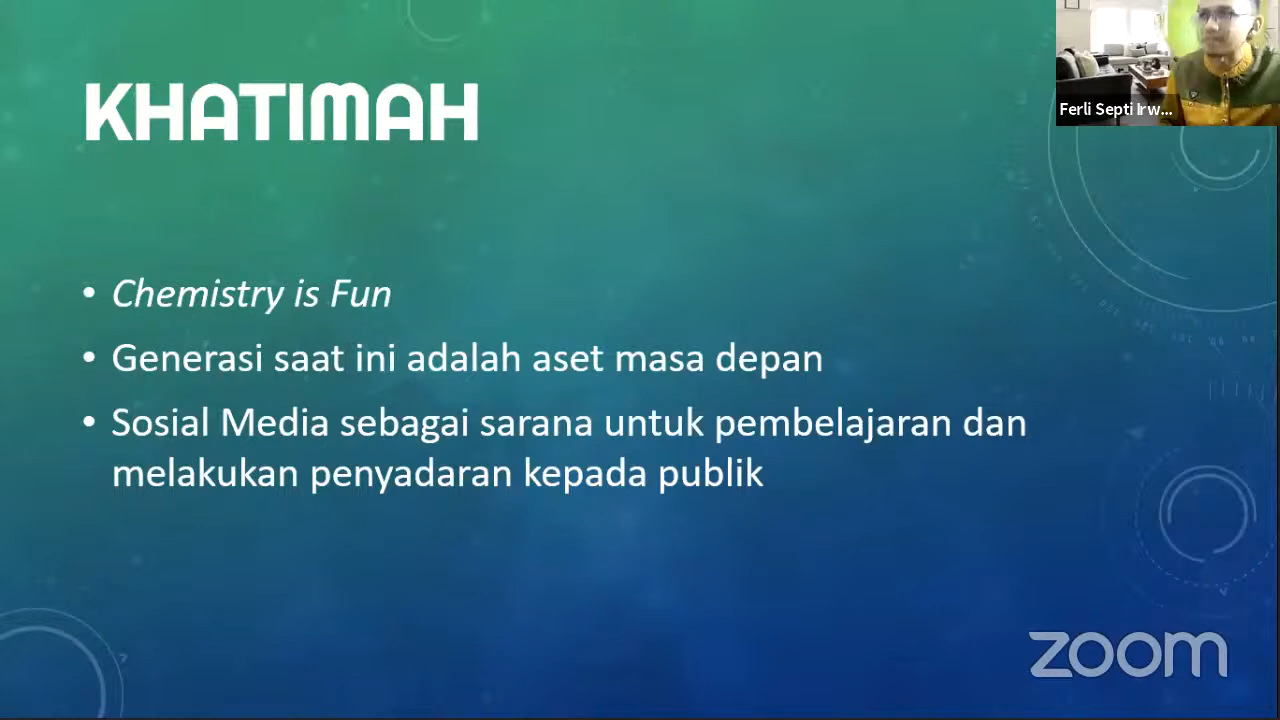 KHATIMAH
Ferli Septi Irw...
• Chemistry is Fun
• Generasi saat ini adalah aset masa depan
• Sosial Media sebagai sarana untuk pembelajaran dan
melakukan penyadaran kepada publik
zoom